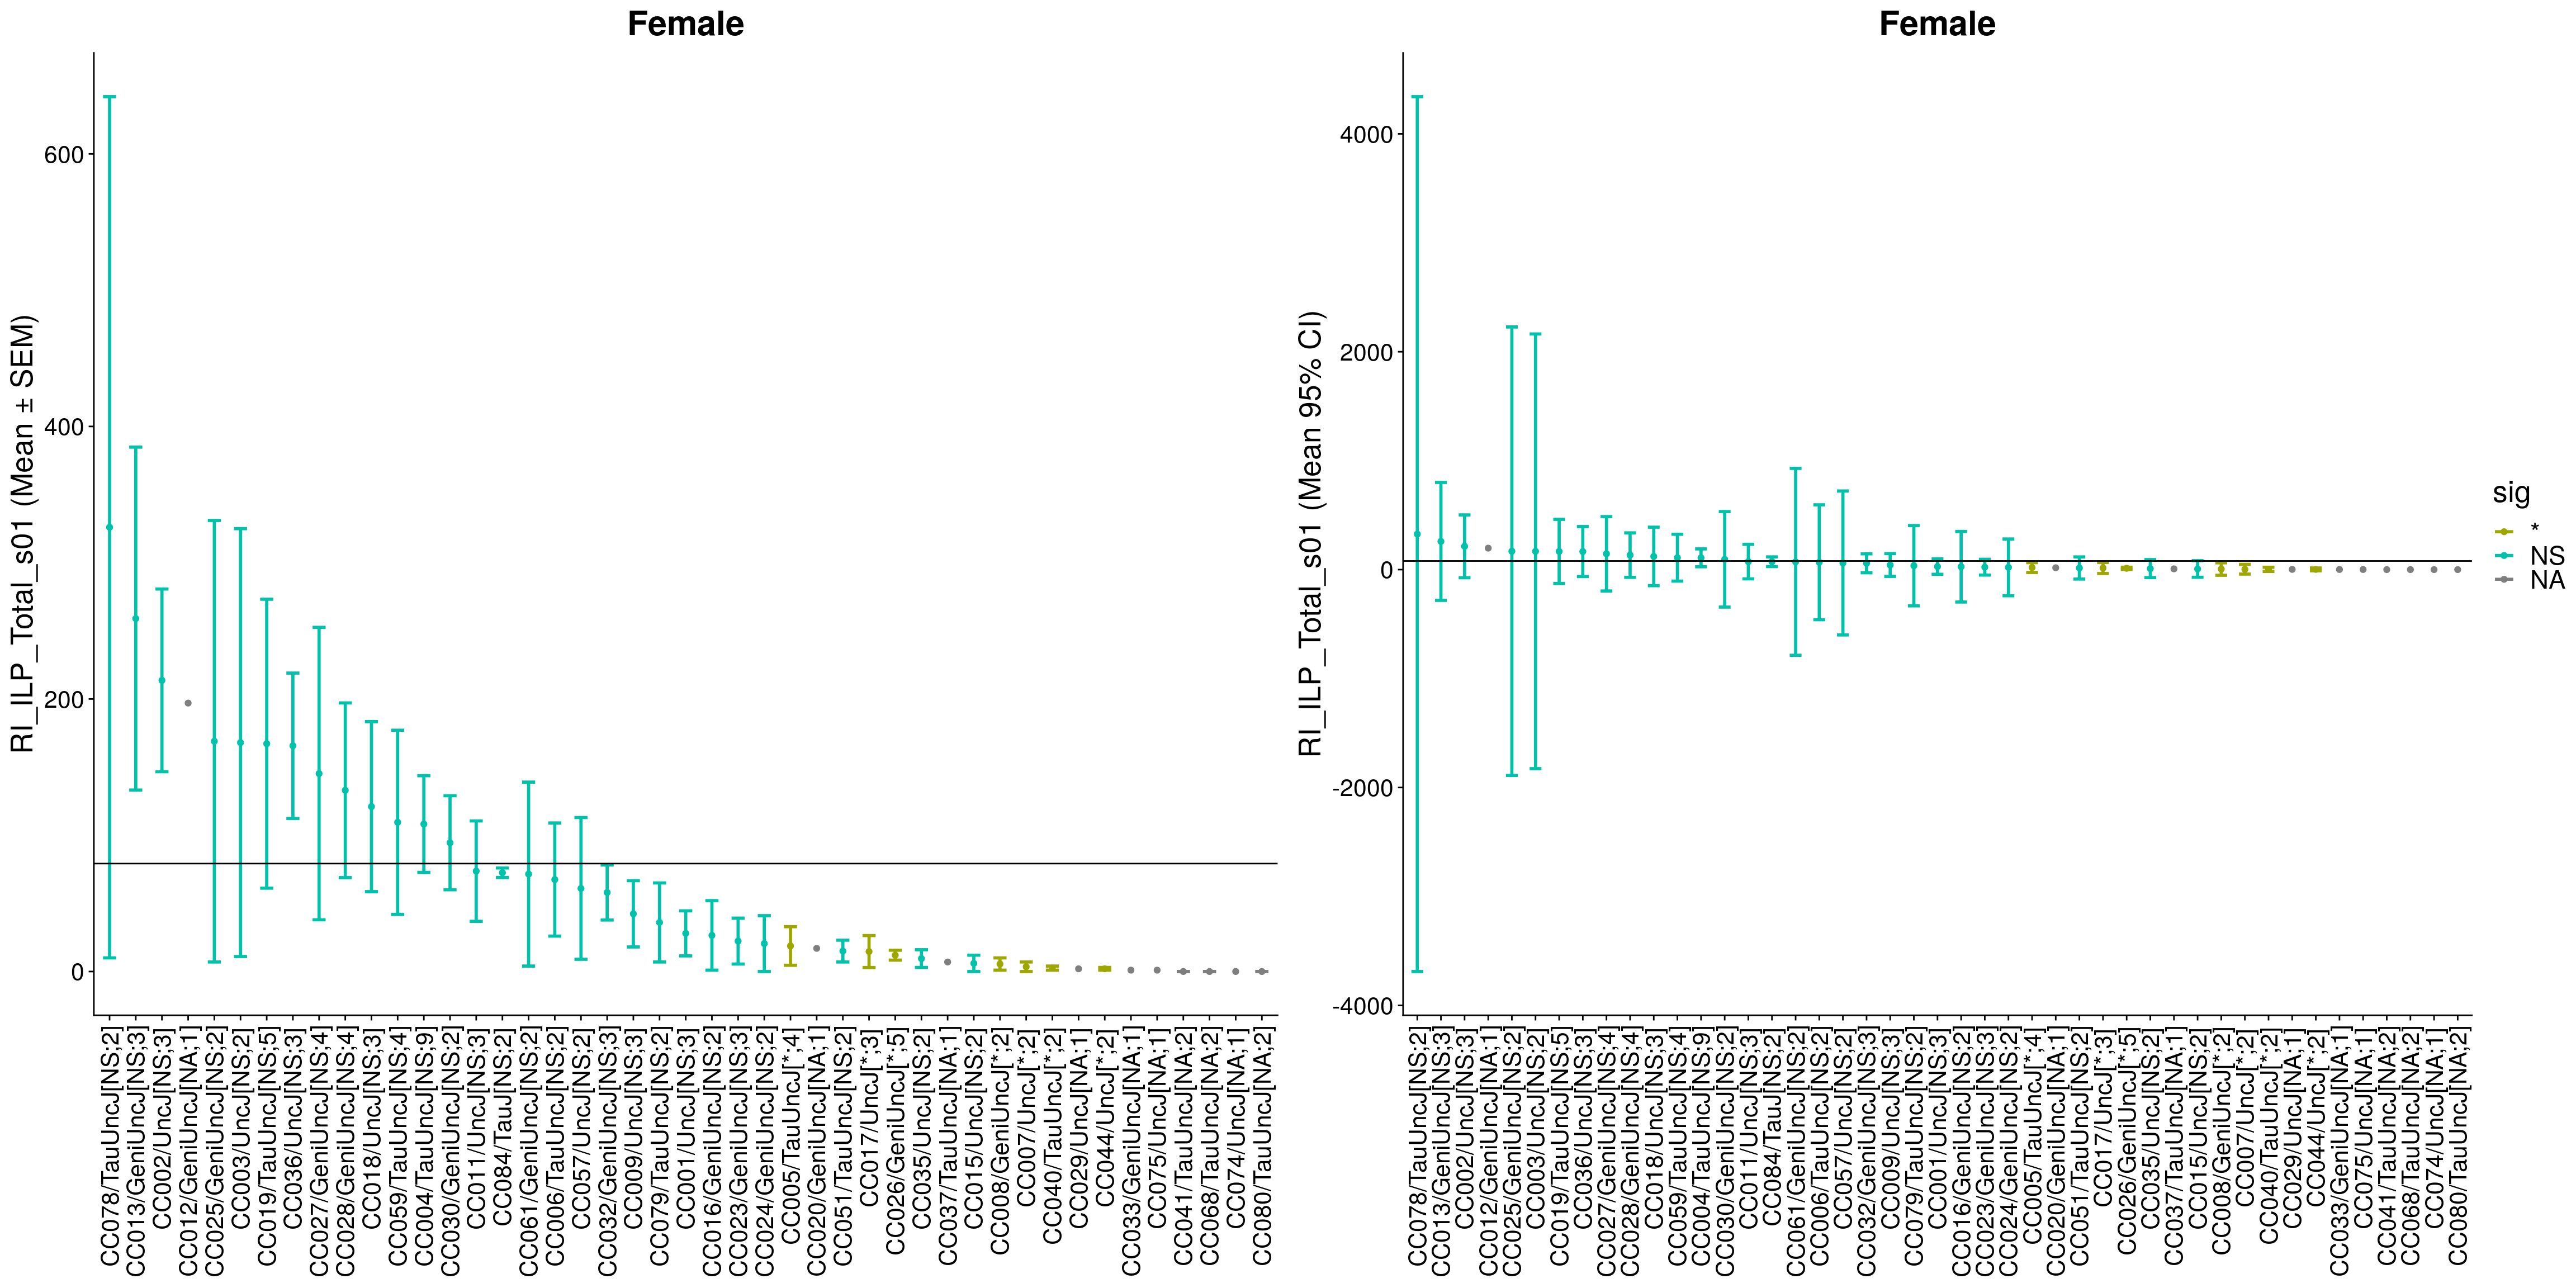 Female
RI_ILP_Total_s01 (Mean ± SEM)
600
400
200
0
CC078/TauUncJ[NS;2]
CC013/GeniUncJ[NS;3]
CC002/UncJ[NS;3]
CC012/GeniUncJ[NA;1]
CC025/GeniUncJ[NS;2]
CC003/UncJ[NS;2]
CC019/TauUncJ[NS;5]
CC036/UncJ[NS;3]
CC027/GeniUncJ[NS;4]
CC028/GeniUncJ[NS;4]
CC018/UncJ[NS;3]
CC059/TauUncJ[NS;4]
CC004/TauUncJ[NS;9]
CC030/GeniUncJ[NS;2]
CC011/UncJ[NS;3]
CC084/TauJ[NS;2]
CC061/GeniUncJ[NS;2]
CC006/TauUncJ[NS;2]
CC057/UncJ[NS;2]
CC032/GeniUncJ[NS;3]
CC009/UncJ[NS;3]
CC079/TauUncJ[NS;2]
CC001/UncJ[NS;3]
CC016/GeniUncJ[NS;2]
CC023/GeniUncJ[NS;3]
CC024/GeniUncJ[NS;2]
CC005/TauUncJ[*;4]
CC020/GeniUncJ[NA;1]
CC051/TauUncJ[NS;2]
CC017/UncJ[*;3]
CC026/GeniUncJ[*;5]
CC035/UncJ[NS;2]
CC037/TauUncJ[NA;1]
CC015/UncJ[NS;2]
CC008/GeniUncJ[*;2]
CC007/UncJ[*;2]
CC040/TauUncJ[*;2]
CC029/UncJ[NA;1]
CC044/UncJ[*;2]
CC033/GeniUncJ[NA;1]
CC075/UncJ[NA;1]
CC041/TauUncJ[NA;2]
CC068/TauUncJ[NA;2]
CC074/UncJ[NA;1]
CC080/TauUncJ[NA;2]
Female
RI_ILP_Total_s01 (Mean 95% CI)
4000
2000
0
-2000
-4000
CC078/TauUncJ[NS;2]
CC013/GeniUncJ[NS;3]
CC002/UncJ[NS;3]
CC012/GeniUncJ[NA;1]
CC025/GeniUncJ[NS;2]
CC003/UncJ[NS;2]
CC019/TauUncJ[NS;5]
CC036/UncJ[NS;3]
CC027/GeniUncJ[NS;4]
CC028/GeniUncJ[NS;4]
CC018/UncJ[NS;3]
CC059/TauUncJ[NS;4]
CC004/TauUncJ[NS;9]
CC030/GeniUncJ[NS;2]
CC011/UncJ[NS;3]
CC084/TauJ[NS;2]
CC061/GeniUncJ[NS;2]
CC006/TauUncJ[NS;2]
CC057/UncJ[NS;2]
CC032/GeniUncJ[NS;3]
CC009/UncJ[NS;3]
CC079/TauUncJ[NS;2]
CC001/UncJ[NS;3]
CC016/GeniUncJ[NS;2]
CC023/GeniUncJ[NS;3]
CC024/GeniUncJ[NS;2]
CC005/TauUncJ[*;4]
CC020/GeniUncJ[NA;1]
CC051/TauUncJ[NS;2]
CC017/UncJ[*;3]
CC026/GeniUncJ[*;5]
CC035/UncJ[NS;2]
CC037/TauUncJ[NA;1]
CC015/UncJ[NS;2]
CC008/GeniUncJ[*;2]
CC007/UncJ[*;2]
CC040/TauUncJ[*;2]
CC029/UncJ[NA;1]
CC044/UncJ[*;2]
CC033/GeniUncJ[NA;1]
CC075/UncJ[NA;1]
CC041/TauUncJ[NA;2]
CC068/TauUncJ[NA;2]
CC074/UncJ[NA;1]
CC080/TauUncJ[NA;2]
sig
*
NS
NA